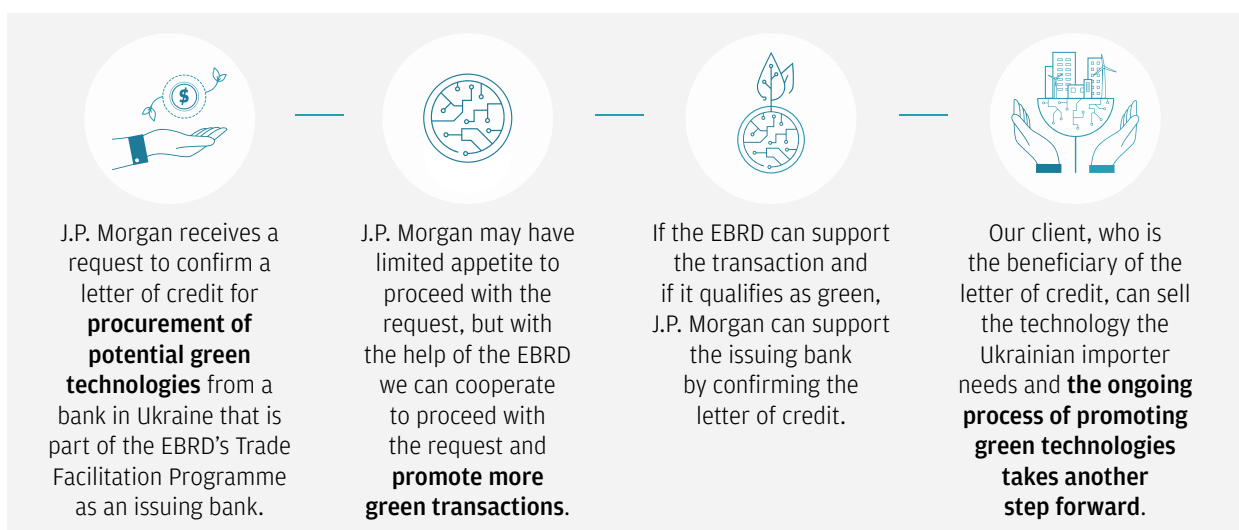 $
J.P. Morgan receives a
request to confirm a
letter of credit for
procurement of
potential green
technologies from a
bank in Ukraine that is
part of the EBRD’s Trade
Facilitation Programme
as an issuing bank.
J.P. Morgan may have
limited appetite to
proceed with the
request, but with
the help of the EBRD
we can cooperate
to proceed with
the request and
promote more
green transactions.
If the EBRD can support
the transaction and
if it qualifies as green,
J.P. Morgan can support
the issuing bank
by confirming the
letter of credit.
Our client, who is
the beneficiary of the
letter of credit, can sell
the technology the
Ukrainian importer
needs and the ongoing
process of promoting
green technologies
takes another
step forward.